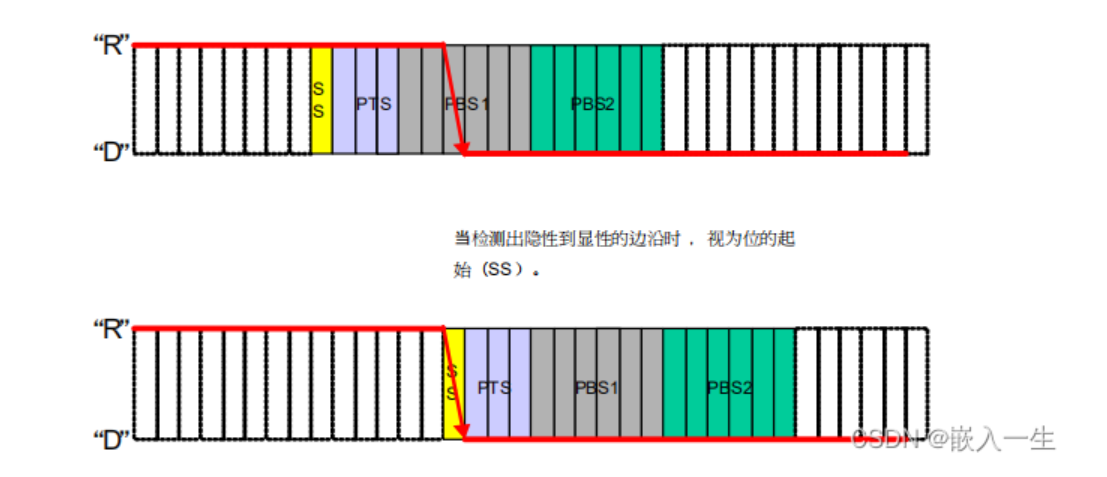 “R”
S
S
PTS
PBS1
PBS2
“D”
当检测出隐性到显性的边沿时，视为位的起
始（SS）。
“R”
S
S
PTS
PBS1
PBS2
“D”
CSDN @嵌入一生